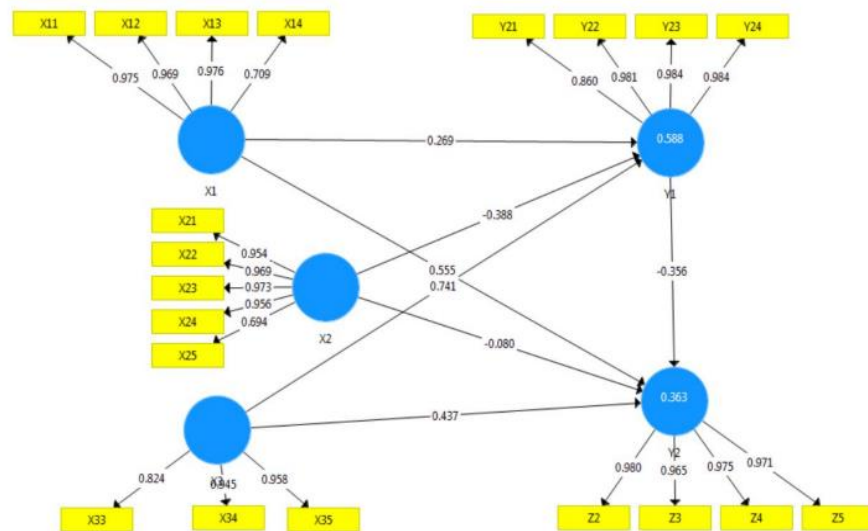 X11 X12 X13 X14
0.975 0.969 0.976 0.709
X1
Y21 Y22 Y23 Y24
0.860 0.981 0.984 0.984
0.588
Y1
0.269
-0.388
0.555
0.741
-0.356
X21
X22
X23
X24
X25
0.954
0.969
0.973
0.956
0.694
X2
-0.080
0.437
0.363
Y2
X3
0.824 0.945 0.958
X33 X34 X35
0.980 0.965 0.975 0.971
Z2 Z3 Z4 Z5